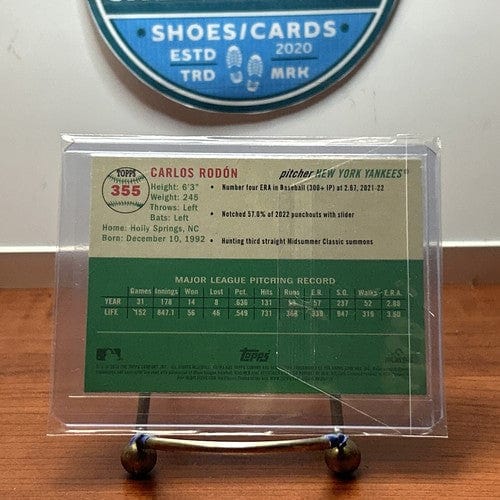 SHOES/CARDS
ESTD 2020
TRD MRK
TOPPS
355
CARLOS RODÓN
pitcher NEW YORK YANKEES®
Height: 6'3"
Weight: 245
Throws: Left
Bats: Left
Home: Holly Springs, NC
Born: December 10, 1992
• Number four ERA in Baseball (300+ IP) at 2.67, 2021-22
• Notched 57.0% of 2022 punchouts with slider
• Hunting third straight Midsummer Classic summons
MAJOR LEAGUE PITCHING RECORD
Games Innings Won Lost Pct. Hits Runs E.R. S.O. Walks E.R.A.
YEAR 31 178 14 8 .636 131 57 237 52 2.88
LIFE 152 847.1 56 46 .549 731 368 339 947 319 3.60
Topps